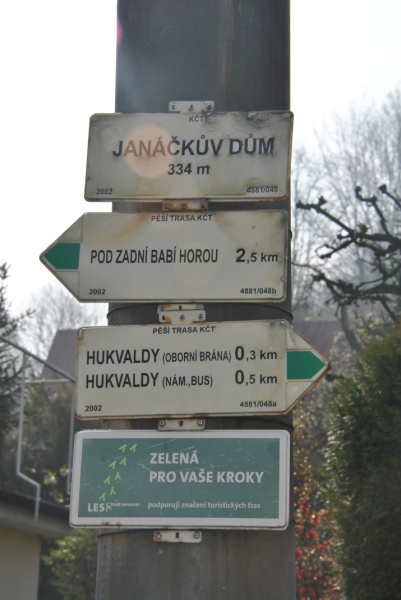 KČT
JANÁČKŮV DŮM
334 m
2002 4881/048
PĚŠÍ TRASA KČT
POD ZADNÍ BABÍ HOROU 2,5 km
2002 4881/048b
PĚŠÍ TRASA KČT
HUKVALDY (OBORNÍ BRÁNA) 0,3 km
HUKVALDY (NÁM.,BUS) 0,5 km
2002 4881/048a
ZELENÁ
PRO VAŠE KROKY
podporují značení turistických tras